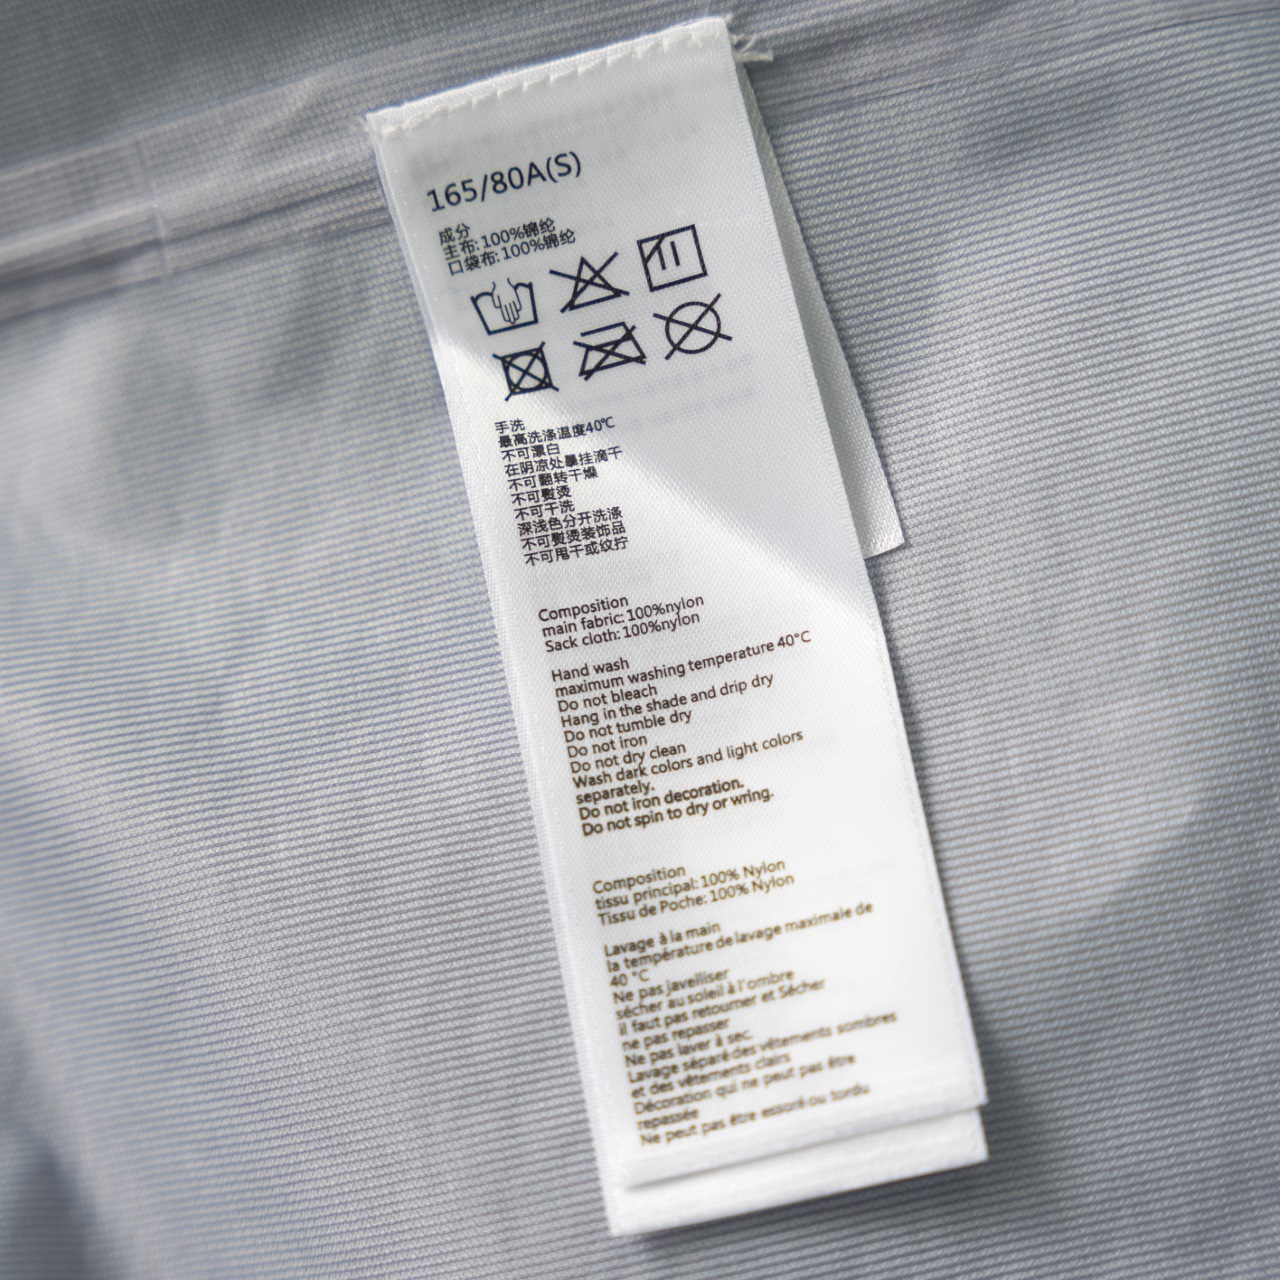 165/80A(S)
成分
主布:100%锦纶
口袋布:100%锦纶
手洗
最高洗涤温度40℃
不可漂白
在阴凉处暴挂滴干
不可翻转干燥
不可熨烫
不可干洗
深浅色分开洗涤
不可熨烫装饰品
不可甩干或纹拧
Composition
main fabric:100%nylon
Sack cloth:100%nylon
Hand wash
maximum washing temperature 40°C
Do not bleach
Hang in the shade and drip dry
Do not tumble dry
Do not iron
Do not dry clean
Wash dark colors and light colors
separately.
Do not iron decoration.
Do not spin to dry or wring.
Composition
tissu principal:100% Nylon
Tissu de Poche:100% Nylon
Lavage à la main
la température de lavage maximale de
40 °C
Ne pas Javelliser
sécher au soleil à l'ombre
il faut pas retourner et Sécher
ne pas repasser
Ne pas laver à sec.
Lavage séparé des vêtements sombres
et des vêtements clairs
Décoration qui ne peut pas être
repassée
Ne peut pas être essoré ou tordu